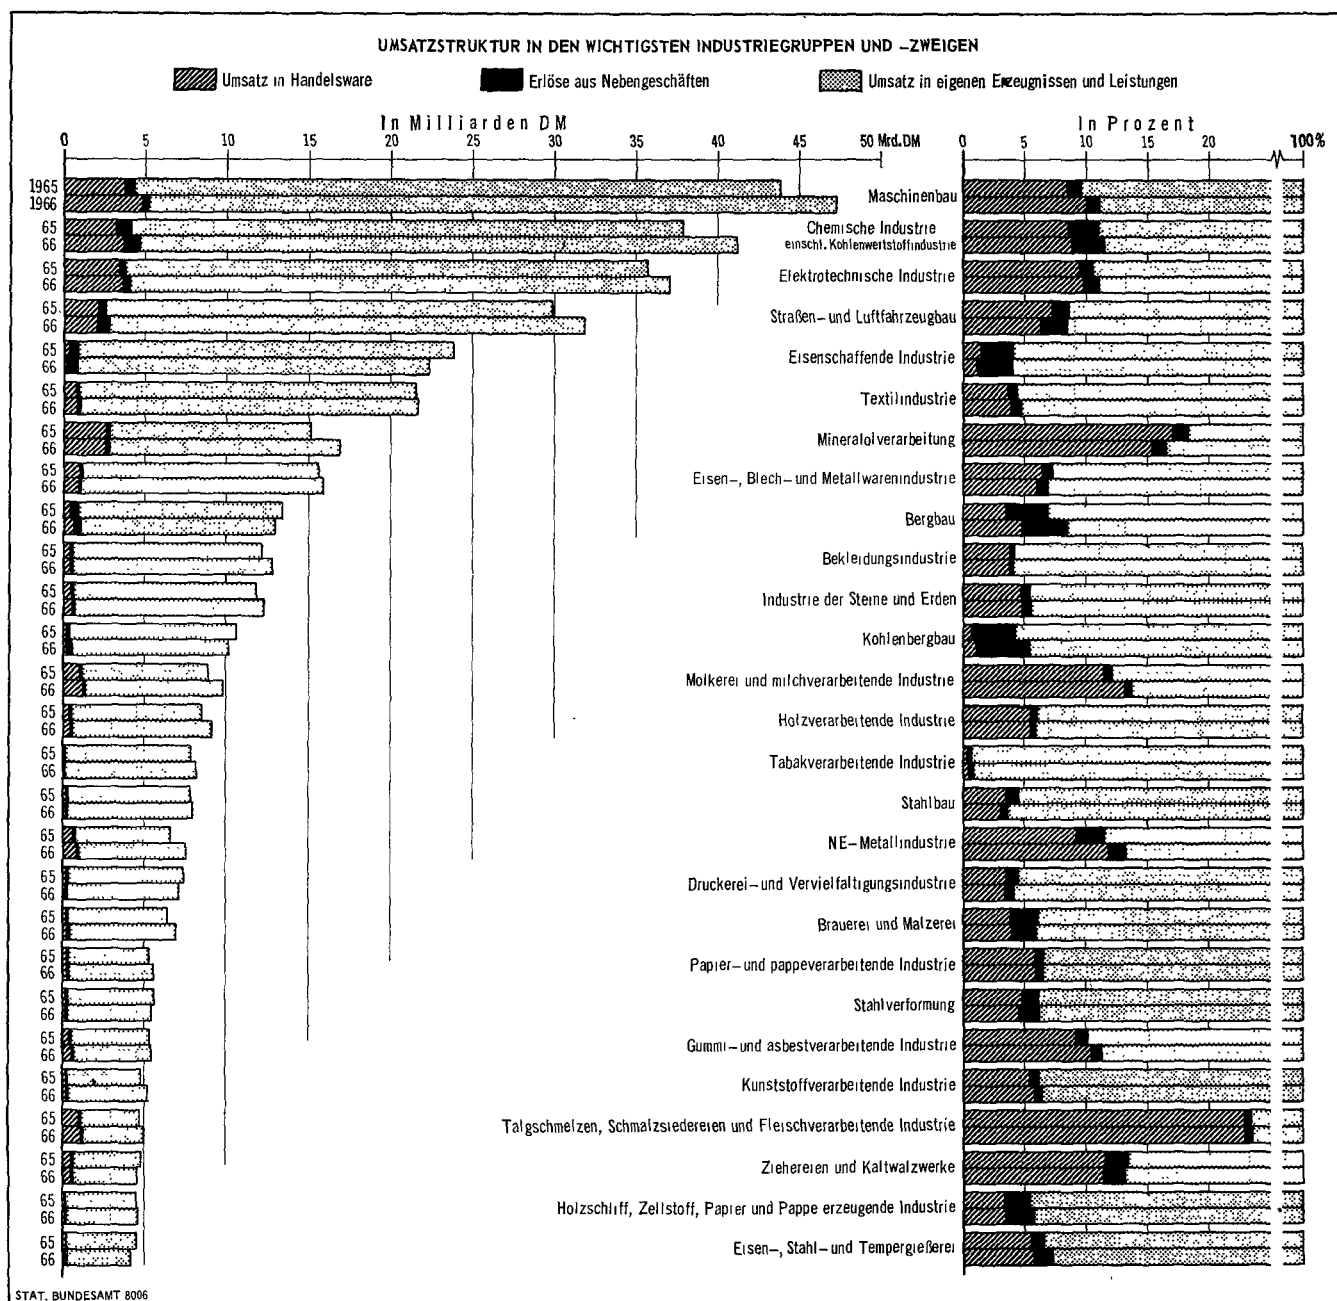 UMSATZSTRUKTUR IN DEN WICHTIGSTEN INDUSTRIEGRUPPEN UND –ZWEIGEN
Umsatz in Handelsware Erlöse aus Nebengeschäften Umsatz in eigenen Erzeugnissen und Leistungen
In Milliarden DM In Prozent
0 5 10 15 20 25 30 35 40 45 50 Mrd.DM 0 5 10 20 100%
1965
1966 Maschinenbau
65 Chemische Industrie
66 einschl. Kohlenwertstoffindustrie
65
66 Elektrotechnische Industrie
65
66 Straßen– und Luftfahrzeugbau
65
66 Eisenschaffende Industrie
65
66 Textilindustrie
65
66 Mineralolverarbeitung
65
66 Eisen–, Blech– und Metallwarenindustrie
65
66 Bergbau
65
66 Bekleidungsindustrie
65
66 Industrie der Steine und Erden
65
66 Kohlenbergbau
65
66 Molkerei und milchverarbeitende Industrie
65
66 Holzverarbeitende Industrie
65
66 Tabakverarbeitende Industrie
65
66 Stahlbau
65
66 NE–Metallindustrie
65
66 Druckerei– und Vervielfaltigungsindustrie
65
66 Brauerei und Malzerei
65
66 Papier– und pappeverarbeitende Industrie
65
66 Stahlverformung
65
66 Gummi– und asbestverarbeitende Industrie
65
66 Kunststoffverarbeitende Industrie
65
66 Talgschmelzen, Schmalzsiedereien und Fleischverarbeitende Industrie
65
66 Ziehereien und Kaltwalzwerke
65
66 Holzschliff, Zellstoff, Papier und Pappe erzeugende Industrie
65
66 Eisen–, Stahl– und Tempergießerei
STAT. BUNDESAMT 8006